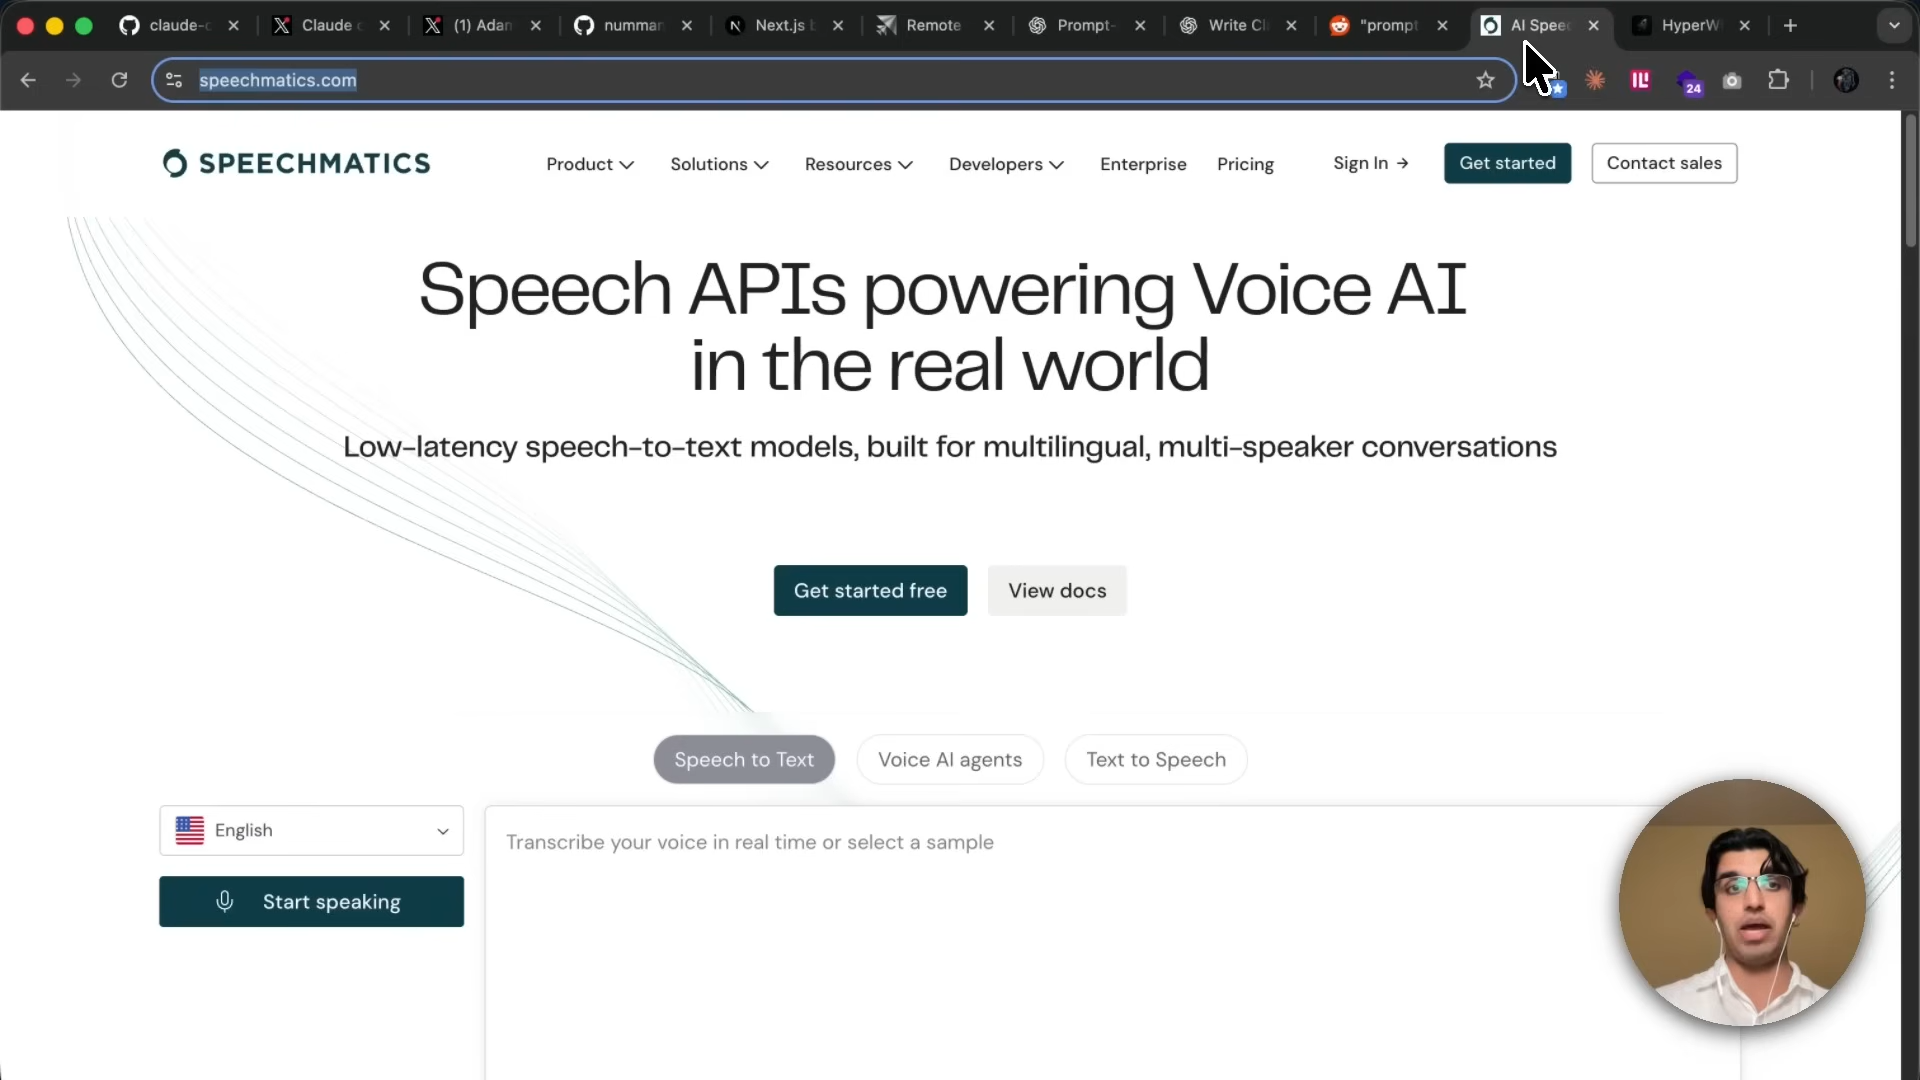 claude-c
Claude c
(1) Adan
numman
Next.js b
Remote
Prompt-
Write Cl
"prompt
AI Speec
HyperW
speechmatics.com
24
SPEECHMATICS
Product
Solutions
Resources
Developers
Enterprise
Pricing
Sign In →
Get started
Contact sales
Speech APIs powering Voice AI
in the real world
Low-latency speech-to-text models, built for multilingual, multi-speaker conversations
Get started free
View docs
Speech to Text
Voice AI agents
Text to Speech
English
Transcribe your voice in real time or select a sample
Start speaking